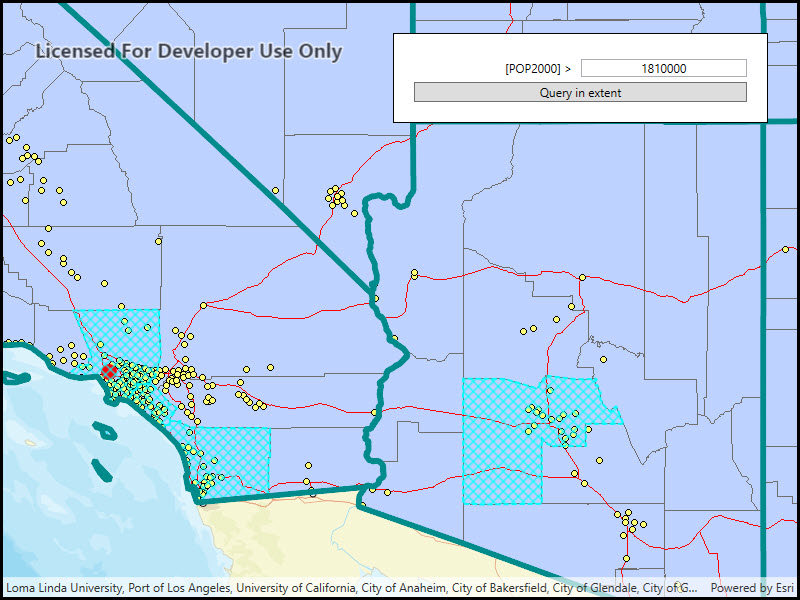 Licensed For Developer Use Only
[POP2000] >
1810000
Query in extent
Loma Linda University, Port of Los Angeles, University of California, City of Anaheim, City of Bakersfield, City of Glendale, City of G...
Powered by Esri